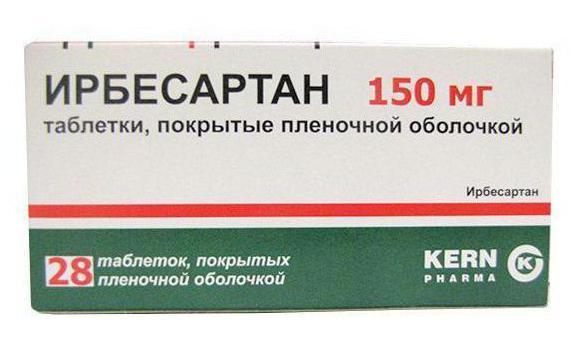 ИРБЕСАРТАН 150 мг
таблетки, покрытые пленочной оболочкой
Ирбесартан
28 таблеток, покрытых
пленочной оболочкой
KERN
PHARMA
K